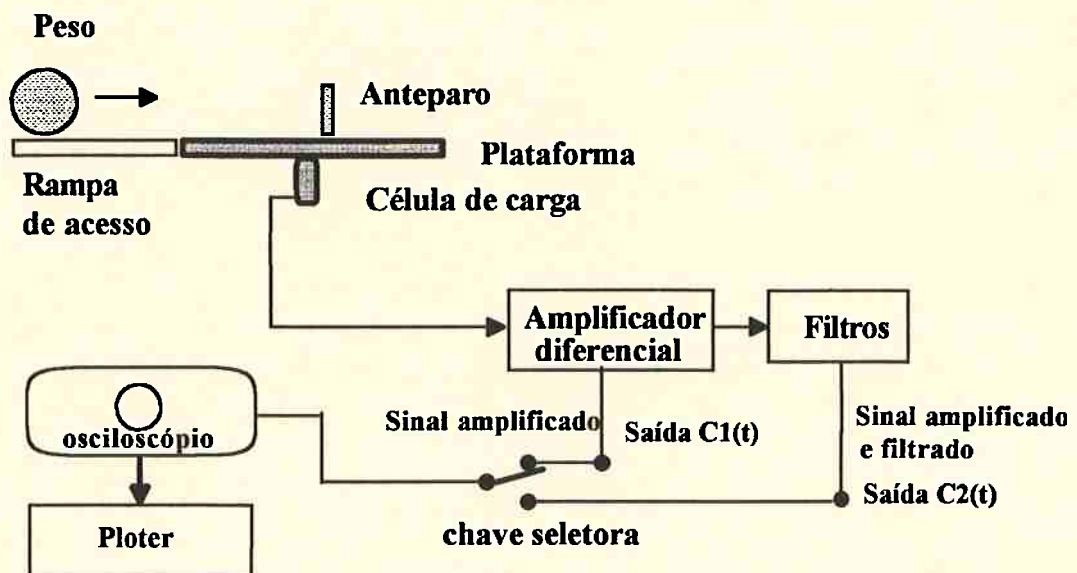 Peso
Anteparo
Plataforma
Rampa
de acesso
Célula de carga
Amplificador
diferencial
Filtros
osciloscópio
Sinal amplificado
Saída C1(t)
Sinal amplificado
e filtrado
Saída C2(t)
chave seletora
Ploter